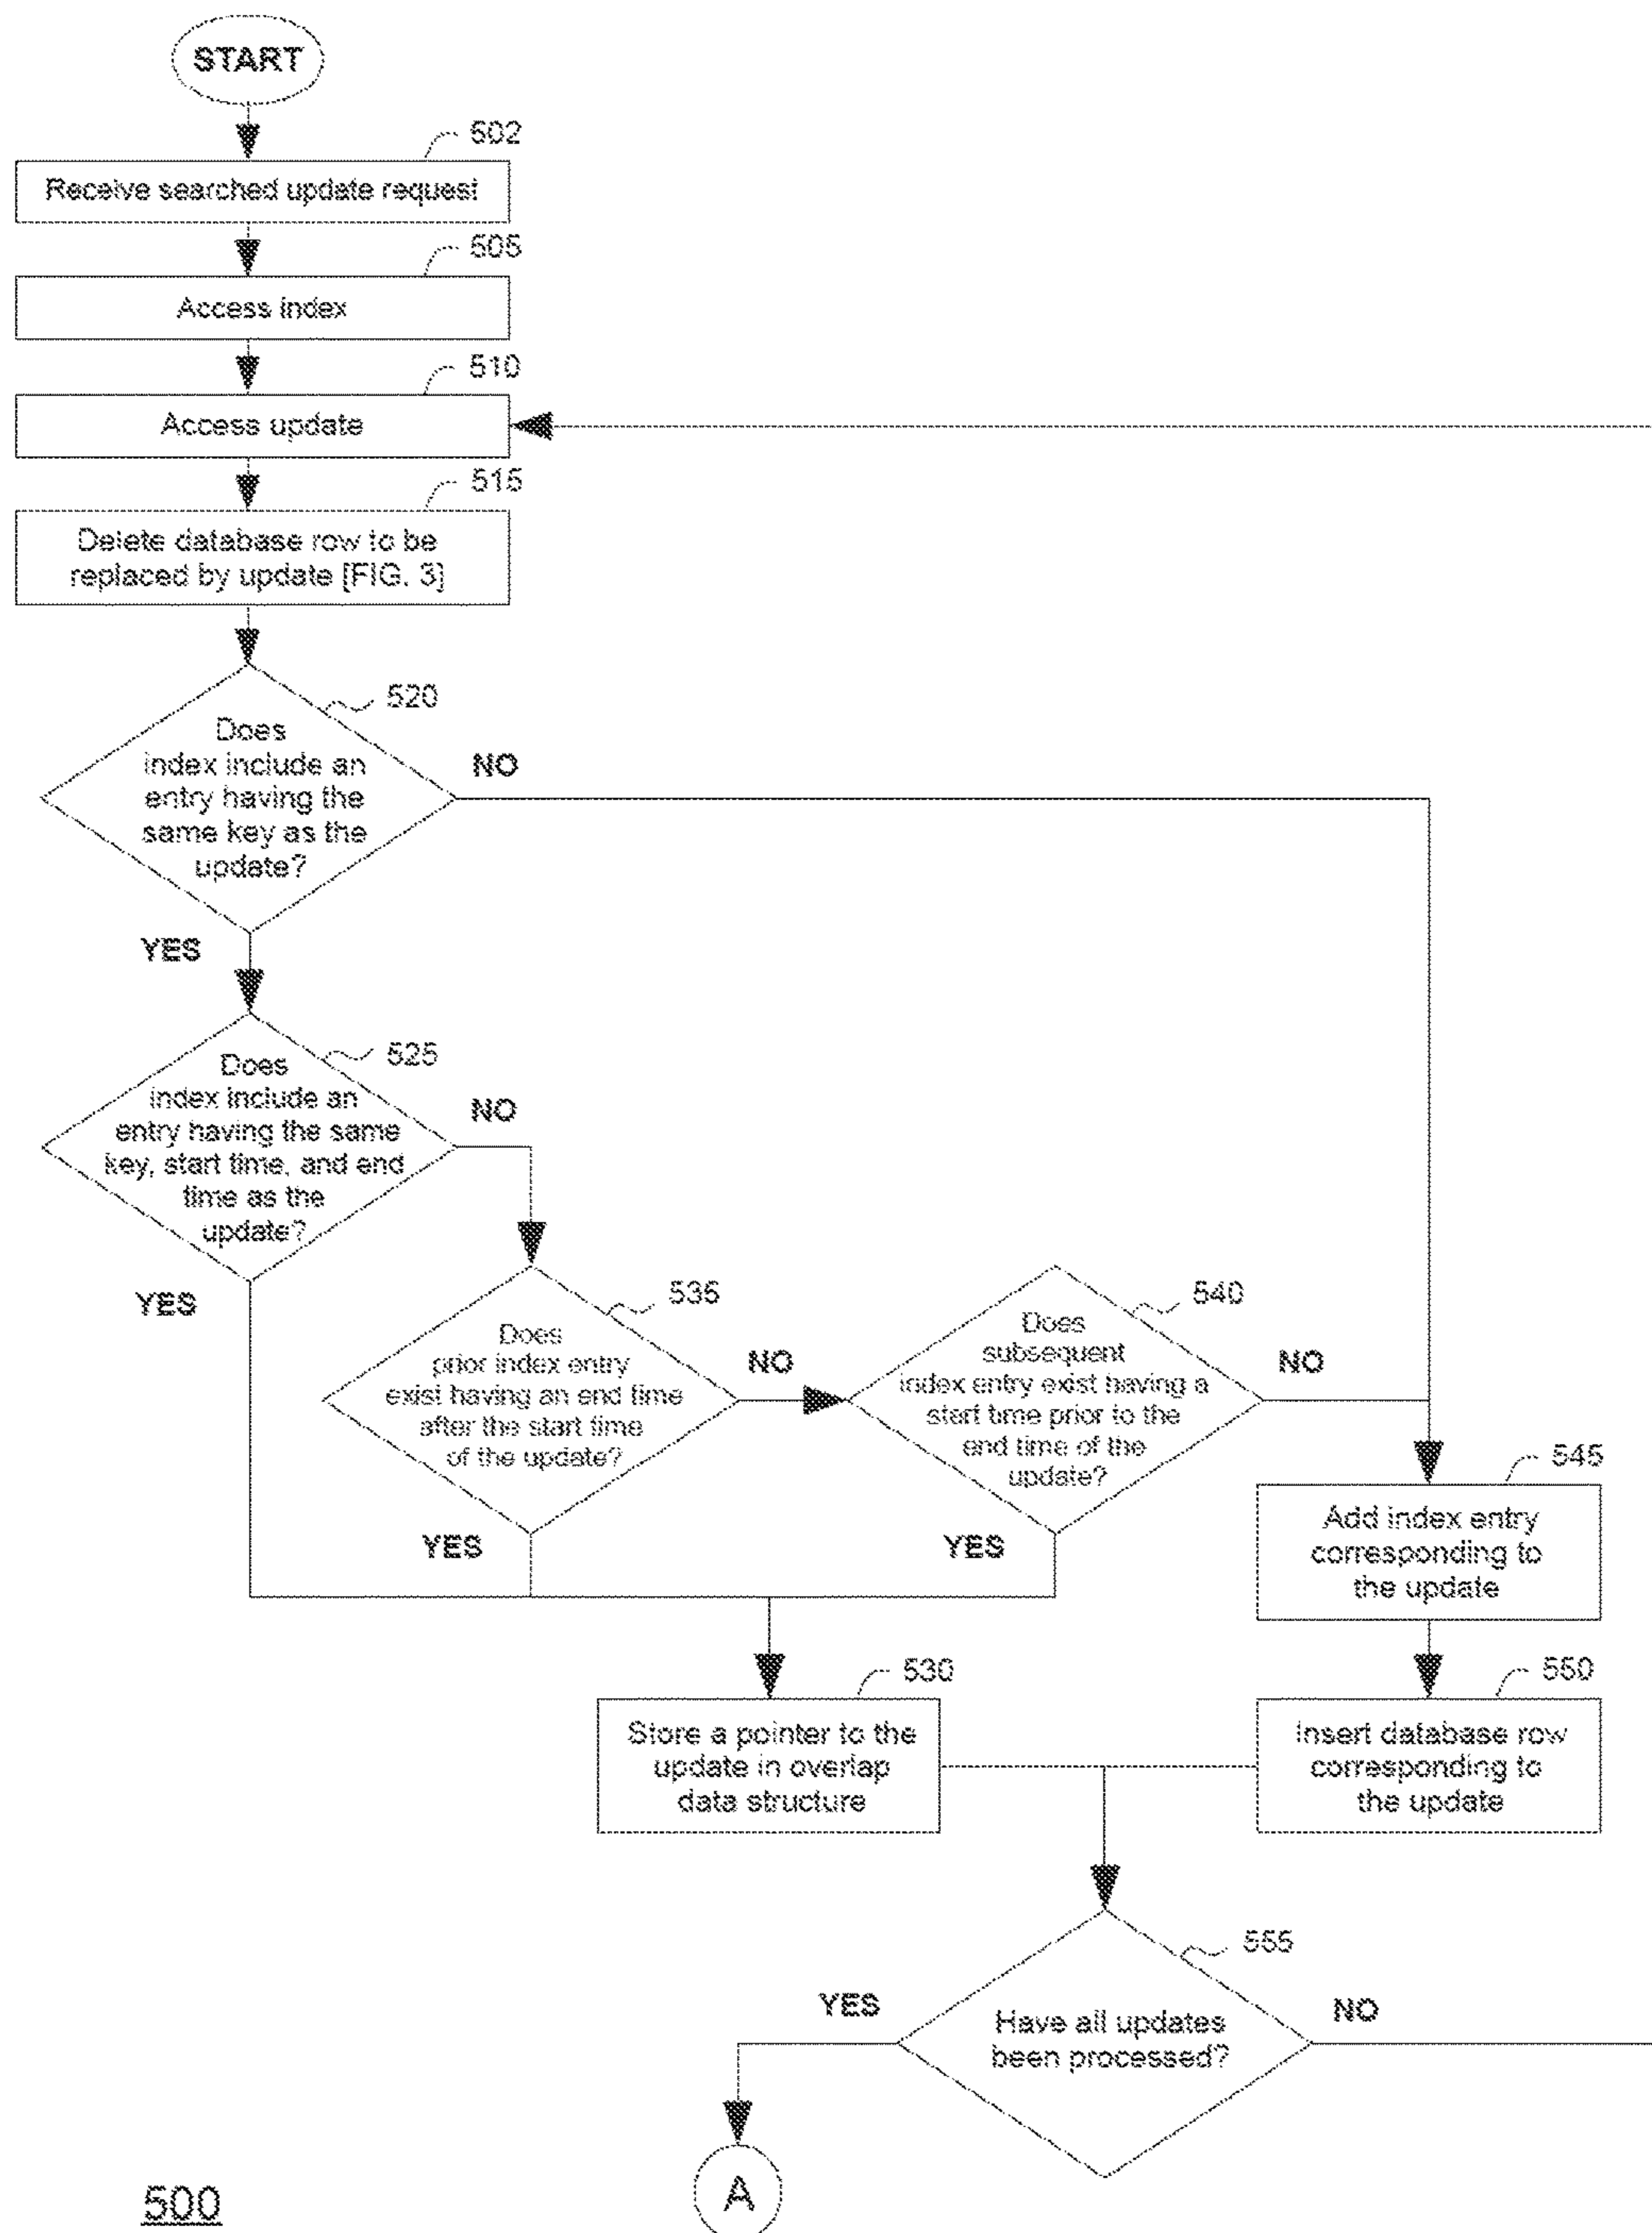 START
502
Receive searched update request
505
Access index
510
Access update
515
Delete database row to be
replaced by update [FIG. 3]
520
Does
index include an
entry having the
same key as the
update?
NO
YES
525
Does
index include an
entry having the same
key, start time, and end
time as the
update?
NO
YES
535
Does
prior index entry
exist having an end time
after the start time
of the update?
NO
YES
540
Does
subsequent
index entry exist having a
start time prior to the
end time of the
update?
NO
YES
545
Add index entry
corresponding to
the update
530
Store a pointer to the
update in overlap
data structure
550
Insert database row
corresponding to
the update
555
Have all updates
been processed?
YES
NO
A
500